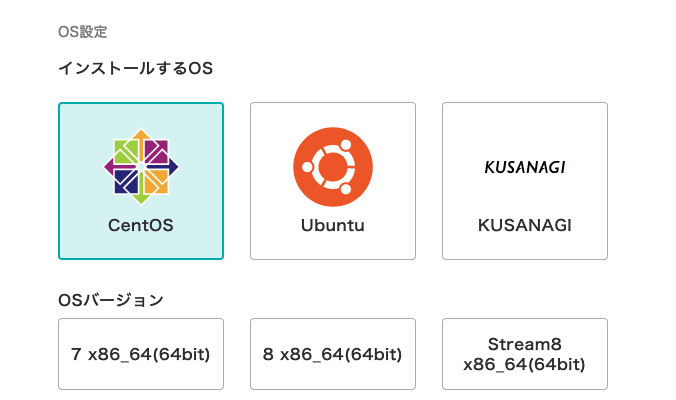 OS設定
インストールするOS
KUSANAGI
CentOS
Ubuntu
KUSANAGI
OSバージョン
7 x86_64(64bit)
8 x86_64(64bit)
Stream8
x86_64(64bit)